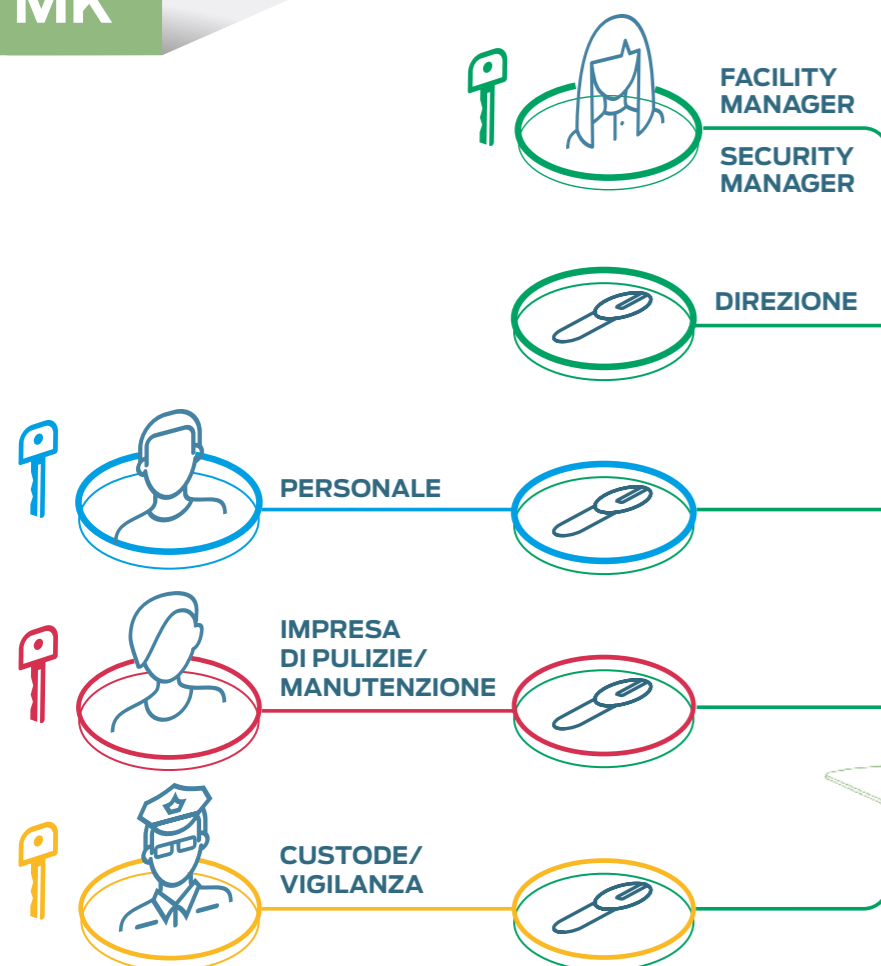 MK
FACILITY
MANAGER
SECURITY
MANAGER
DIREZIONE
PERSONALE
IMPRESA
DI PULIZIE/
MANUTENZIONE
CUSTODE/
VIGILANZA